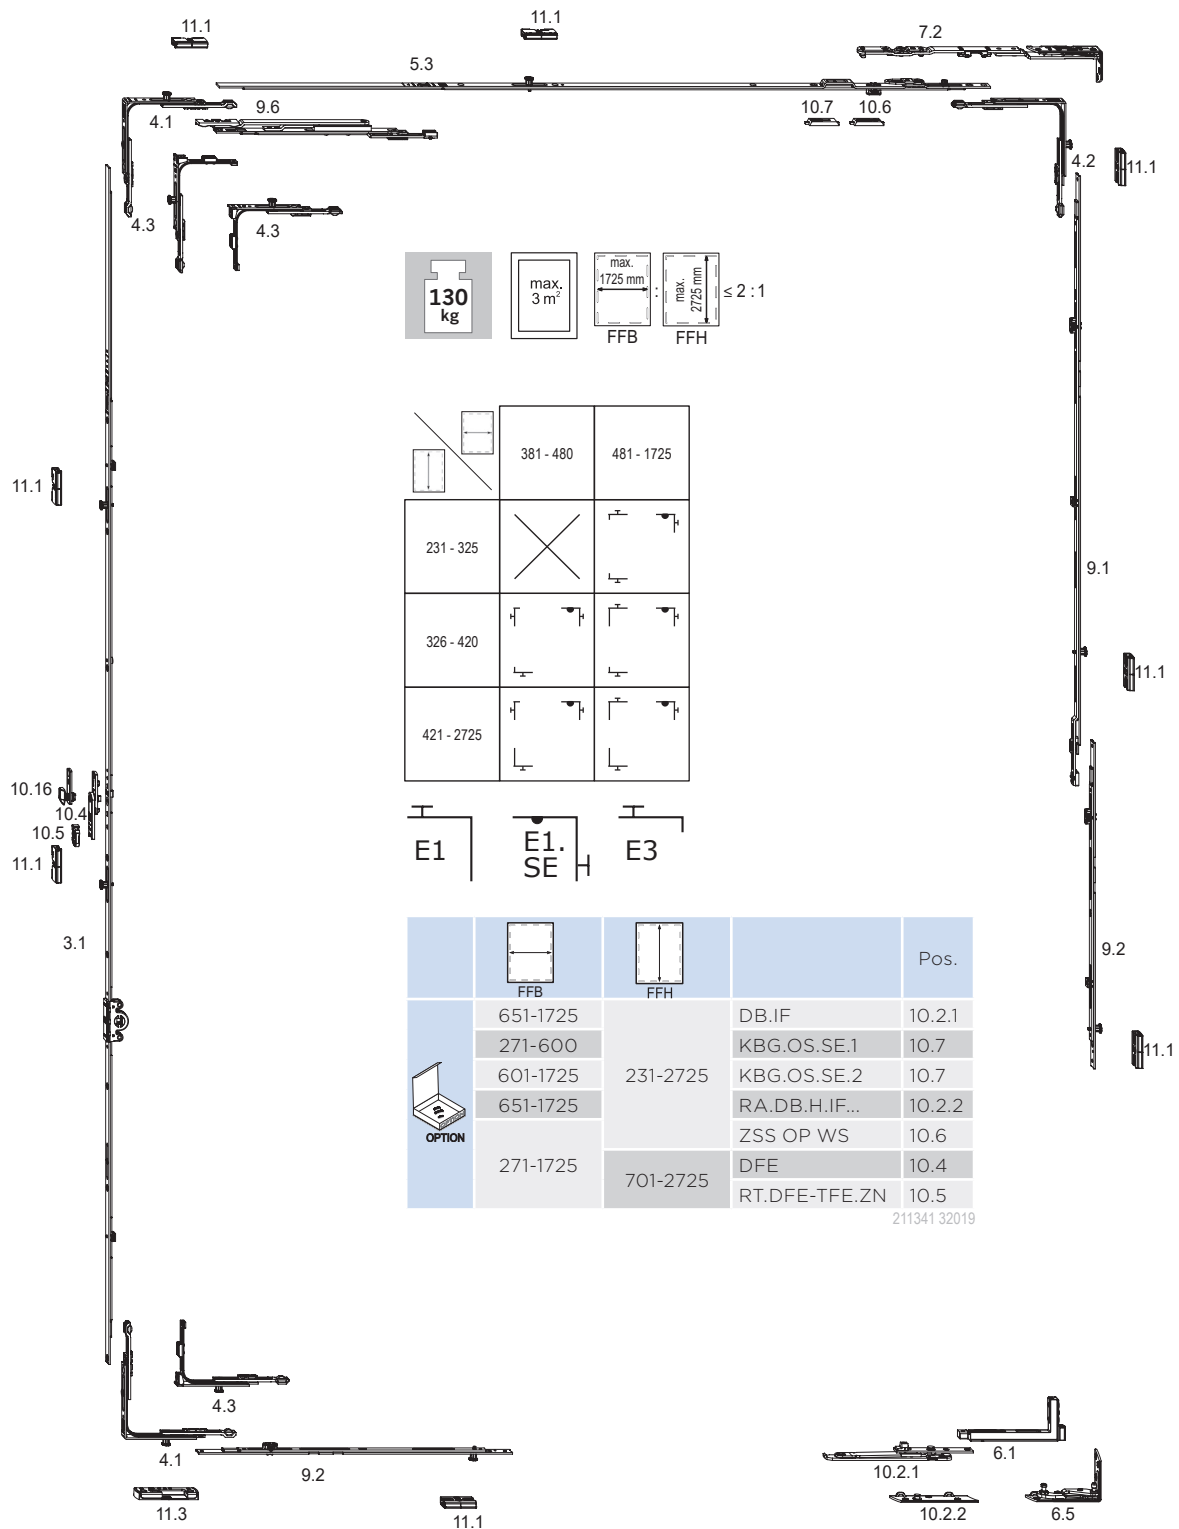 11.1
11.1
7.2
5.3
4.1
9.6
10.7
10.6
4.2
11.1
4.3
4.3
130
kg
max.
3 m²
max.
1725 mm
FFB
:
max.
2725 mm
FFH
≤ 2 : 1
381 - 480
481 - 1725
11.1
231 - 325
9.1
326 - 420
11.1
421 - 2725
10.16
10.4
10.5
11.1
E1
E1.
SE
E3
3.1
9.2
FFB
FFH
Pos.
651-1725
DB.IF
10.2.1
271-600
KBG.OS.SE.1
10.7
601-1725
231-2725
KBG.OS.SE.2
10.7
651-1725
RA.DB.H.IF...
10.2.2
ZSS OP WS
10.6
271-1725
701-2725
DFE
10.4
RT.DFE-TFE.ZN
10.5
OPTION
11.1
211341 32019
4.3
4.1
9.2
11.3
11.1
6.1
10.2.1
10.2.2
6.5